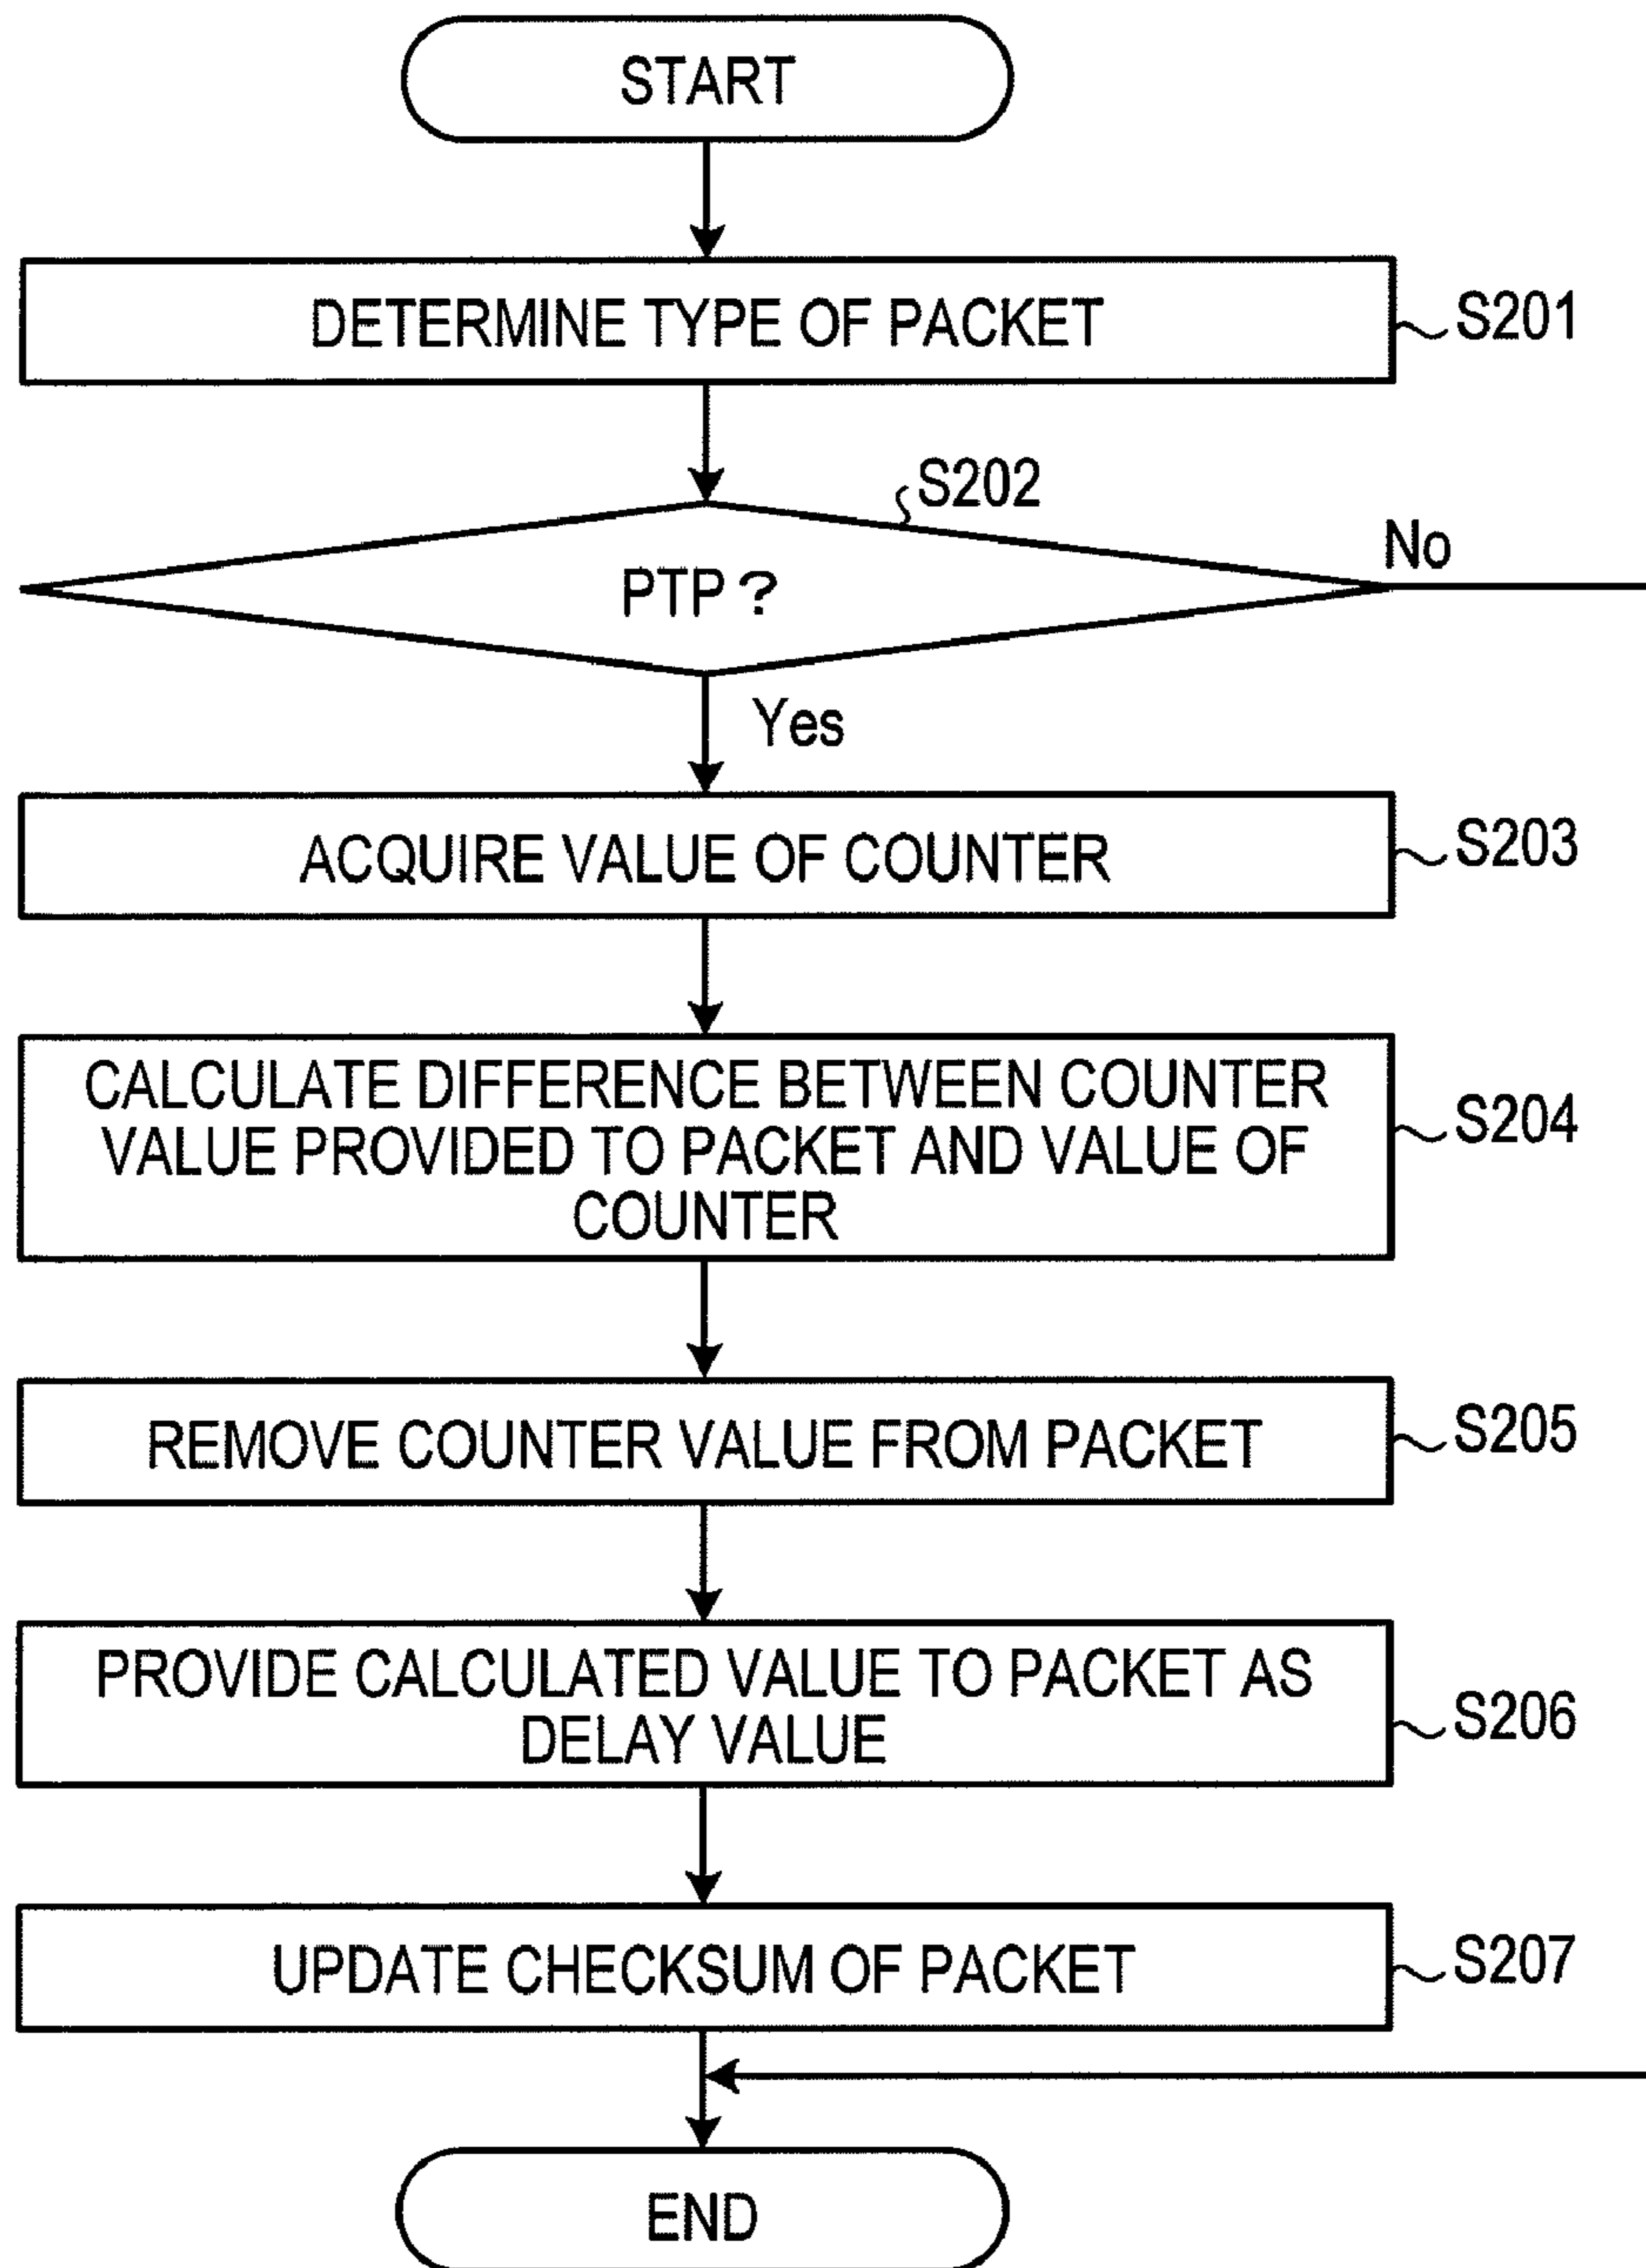 START
DETERMINE TYPE OF PACKET
S201
S202
PTP ?
No
Yes
ACQUIRE VALUE OF COUNTER
S203
CALCULATE DIFFERENCE BETWEEN COUNTER
VALUE PROVIDED TO PACKET AND VALUE OF
COUNTER
S204
REMOVE COUNTER VALUE FROM PACKET
S205
PROVIDE CALCULATED VALUE TO PACKET AS
DELAY VALUE
S206
UPDATE CHECKSUM OF PACKET
S207
END